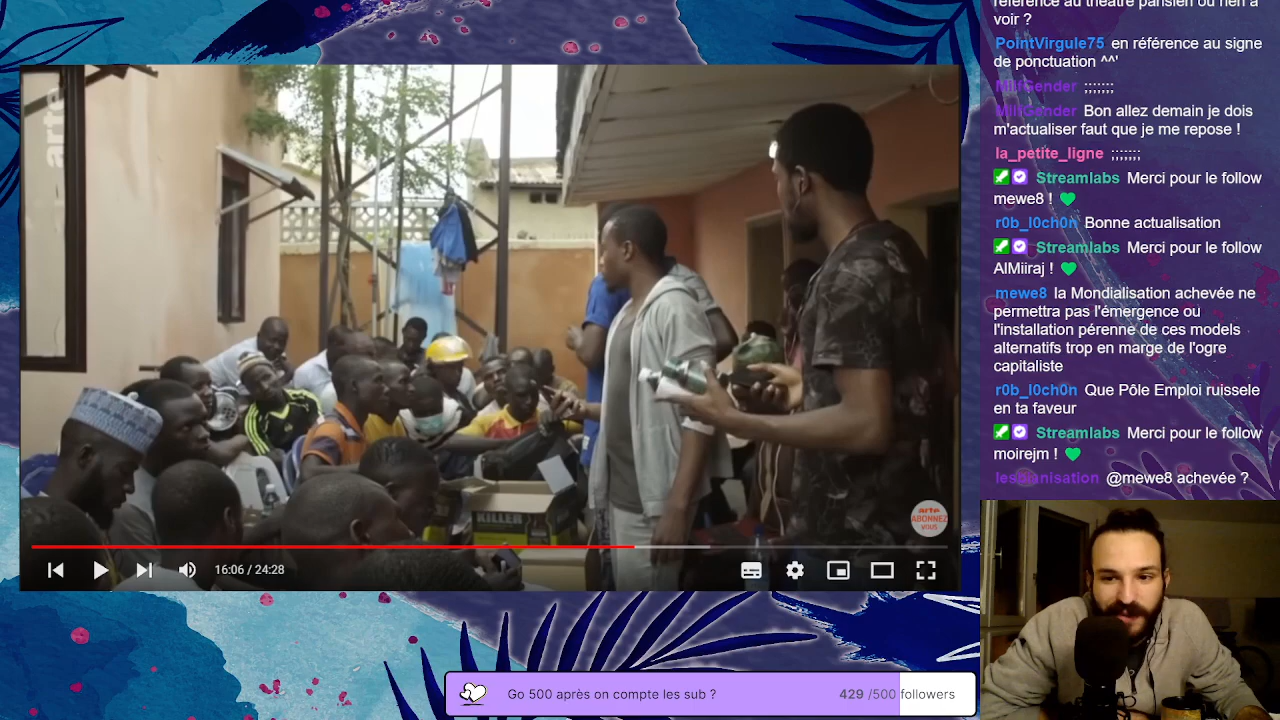 référence au théâtre parisien ou rien à
voir ?
PointVirgule75 en référence au signe
de ponctuation ^^'
MilfGender ;;;;;;;
MilfGender Bon allez demain je dois
m'actualiser faut que je me repose !
la_petite_ligne ;;;;;;;
Streamlabs Merci pour le follow
mewe8 !
r0b_l0ch0n Bonne actualisation
Streamlabs Merci pour le follow
AlMiiraj !
mewe8 la Mondialisation achevée ne
permettra pas l'émergence ou
l'installation pérenne de ces models
alternatifs trop en marge de l'ogre
capitaliste
r0b_l0ch0n Que Pôle Emploi ruissele
en ta faveur
Streamlabs Merci pour le follow
moirejm !
@mewe8 achevée ?
arte
KILLER
arte
ABONNEZ
VOUS
16:06 / 24:28
Go 500 après on compte les sub ? 429 /500 followers